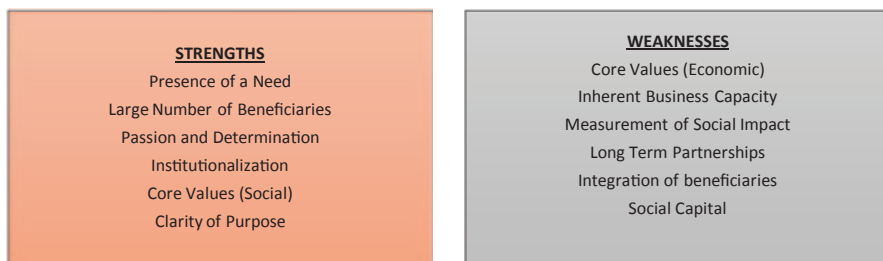 STRENGTHS
Presence of a Need
Large Number of Beneficiaries
Passion and Determination
Institutionalization
Core Values (Social)
Clarity of Purpose
WEAKNESSES
Core Values (Economic)
Inherent Business Capacity
Measurement of Social Impact
Long Term Partnerships
Integration of beneficiaries
Social Capital